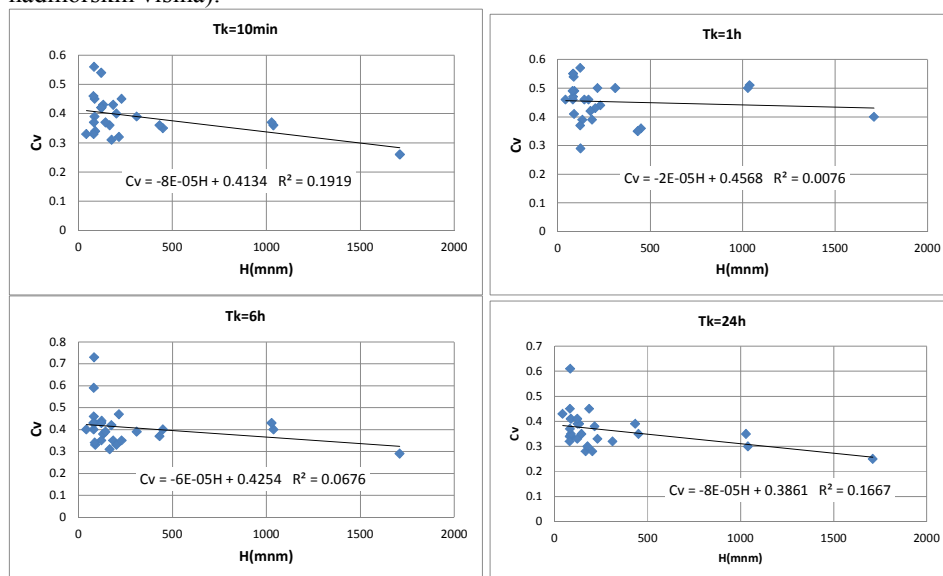 nadmorskih visina).
Tk=10min
0.6
0.5
0.4
0.3
0.2
0.1
0
Cv
Cv = -8E-05H + 0.4134 R² = 0.1919
0 500 1000 1500 2000
H(mnm)
Tk=1h
0.6
0.5
0.4
0.3
0.2
0.1
0
Cv
Cv = -2E-05H + 0.4568 R² = 0.0076
0 500 1000 1500 2000
H(mnm)
Tk=6h
0.8
0.7
0.6
0.5
0.4
0.3
0.2
0.1
0
Cv
Cv = -6E-05H + 0.4254 R² = 0.0676
0 500 1000 1500 2000
H(mnm)
Tk=24h
0.7
0.6
0.5
0.4
0.3
0.2
0.1
0
Cv
Cv = -8E-05H + 0.3861 R² = 0.1667
0 500 1000 1500 2000
H(mnm)